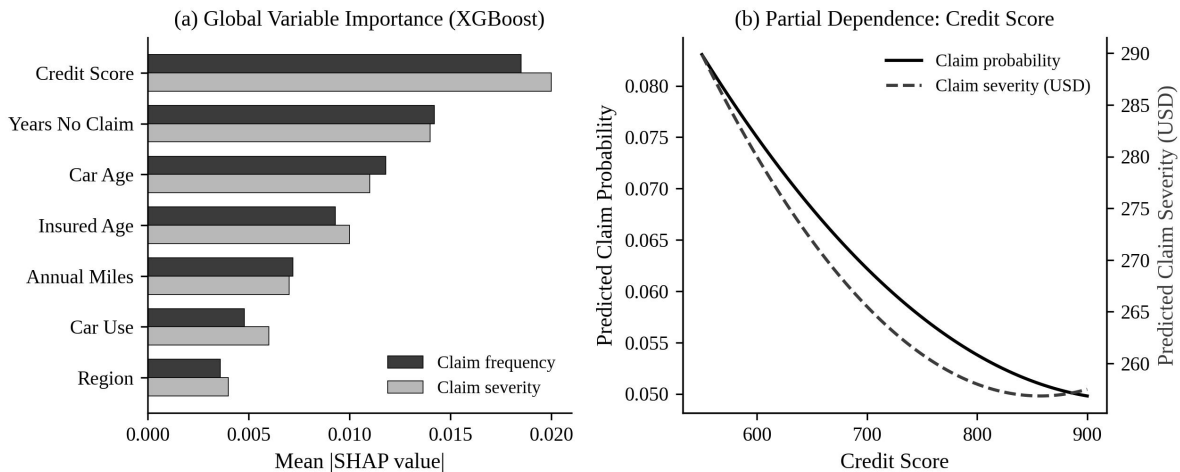 (a) Global Variable Importance (XGBoost)
Credit Score
Years No Claim
Car Age
Insured Age
Annual Miles
Car Use
Region
Claim frequency
Claim severity
0.000 0.005 0.010 0.015 0.020
Mean |SHAP value|
(b) Partial Dependence: Credit Score
Claim probability
Claim severity (USD)
Predicted Claim Probability
0.080
0.075
0.070
0.065
0.060
0.055
0.050
290
285
280
275
270
265
260
Predicted Claim Severity (USD)
600 700 800 900
Credit Score